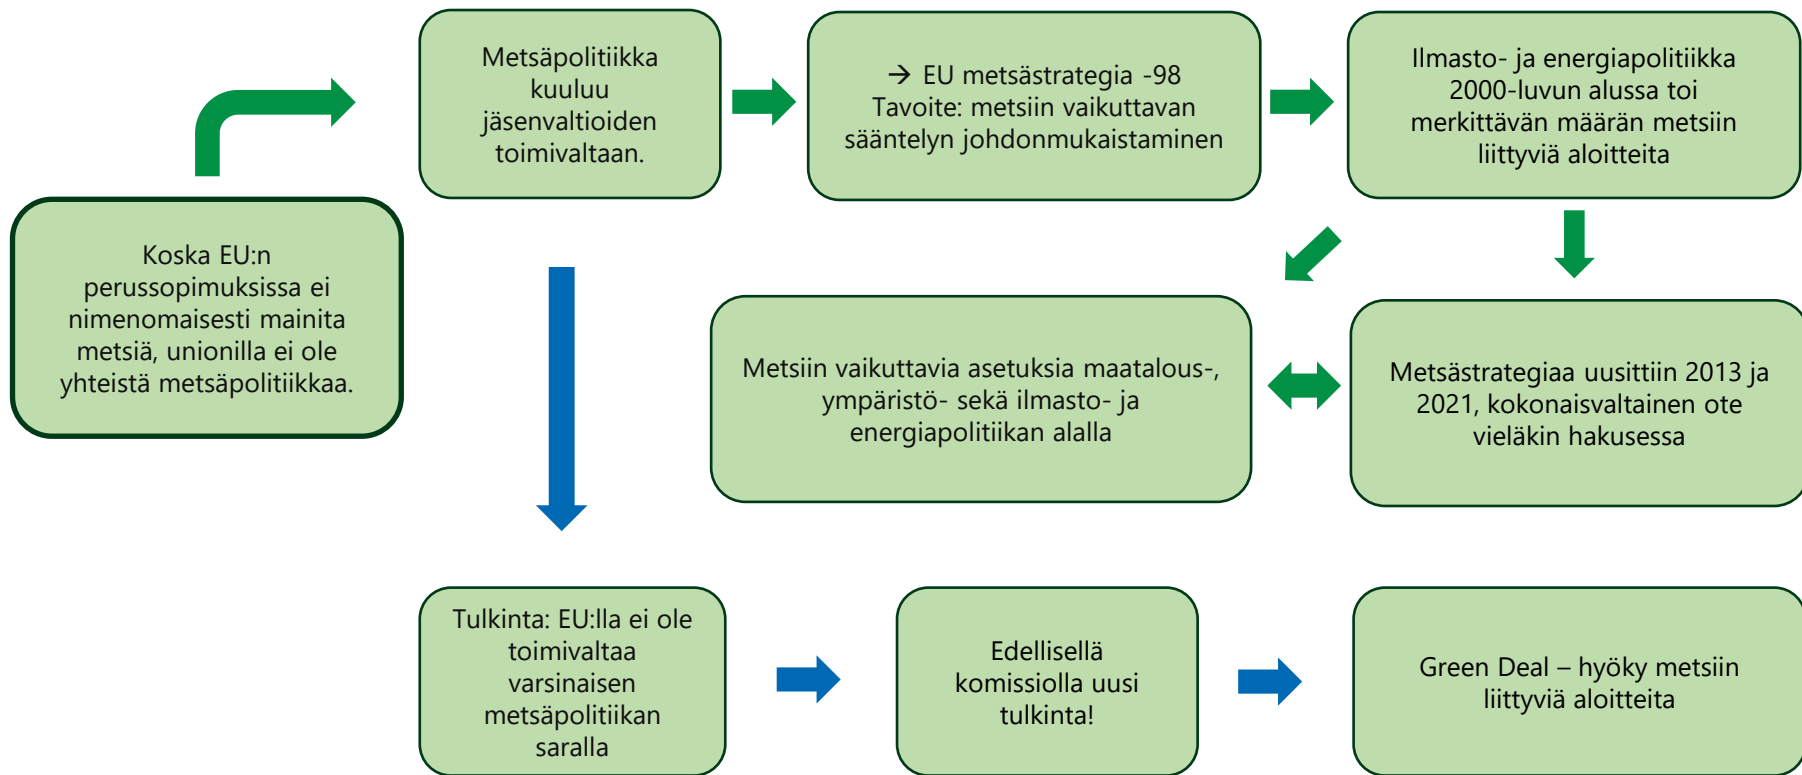 Metsäpolitiikka
kuuluu
jäsenvaltioiden
toimivaltaan.
→ EU metsästrategia -98
Tavoite: metsiin vaikuttavan
sääntelyn johdonmukaistaminen
Ilmasto- ja energiapolitiikka
2000-luvun alussa toi
merkittävän määrän metsiin
liittyviä aloitteita
Koska EU:n
perussopimuksissa ei
nimenomaisesti mainita
metsiä, unionilla ei ole
yhteistä metsäpolitiikkaa.
Metsiin vaikuttavia asetuksia maatalous-,
ympäristö- sekä ilmasto- ja
energiapolitiikan alalla
Metsästrategiaa uusittiin 2013 ja
2021, kokonaisvaltainen ote
vieläkin hakusessa
Tulkinta: EU:lla ei ole
toimivaltaa
varsinaisen
metsäpolitiikan
saralla
Edellisellä
komissiolla uusi
tulkinta!
Green Deal – hyöky metsiin
liittyviä aloitteita